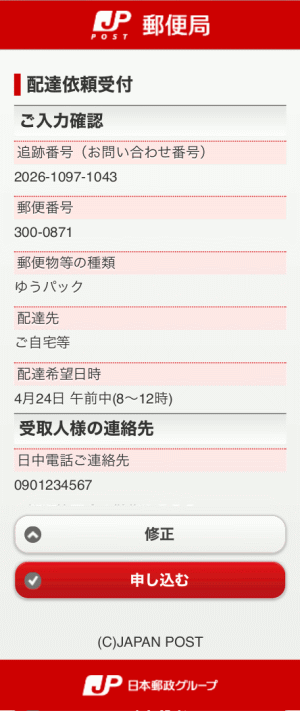 JP
POST 郵便局
配達依頼受付
ご入力確認
追跡番号（お問い合わせ番号）
2026-1097-1043
郵便番号
300-0871
郵便物等の種類
ゆうパック
配達先
ご自宅等
配達希望日時
4月24日 午前中(8〜12時)
受取人様の連絡先
日中電話ご連絡先
0901234567
修正
申し込む
(C)JAPAN POST
JP 日本郵政グループ